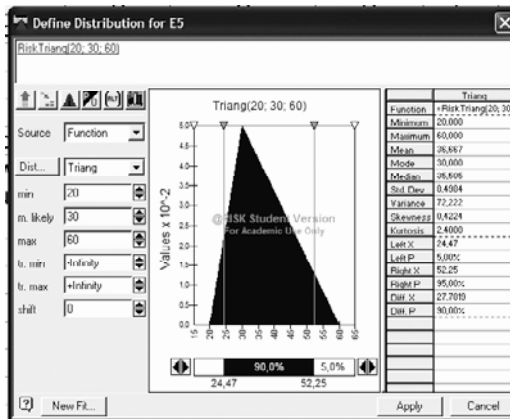 Define Distribution for E5
RiskTriang(20; 30; 60)
Source Function
Dist... Triang
min 20
m. likely 30
max 60
tr. min -Infinity
tr. max +Infinity
shift 0
Triang(20; 30; 60)
Values x 10^-2
5.0
4.5
4.0
3.5
3.0
2.5
2.0
1.5
1.0
0.5
0.0
@RISK Student Version
For Academic Use Only
15 20 25 30 35 40 45 50 55 60 65
90,0% 5,0%
24,47 52,25
Triang
Function =RiskTriang(20; 30
Minimum 20,000
Maximum 60,000
Mean 36,667
Mode 30,000
Median
Std. Dev
Variance 72,222
Skewness 0,4224
Kurtosis 2,4000
Left X 24,47
Left P 5,00%
Right X 52,25
Right P 95,00%
Diff. X
Diff. P 90,00%
New Fit...
Apply
Cancel